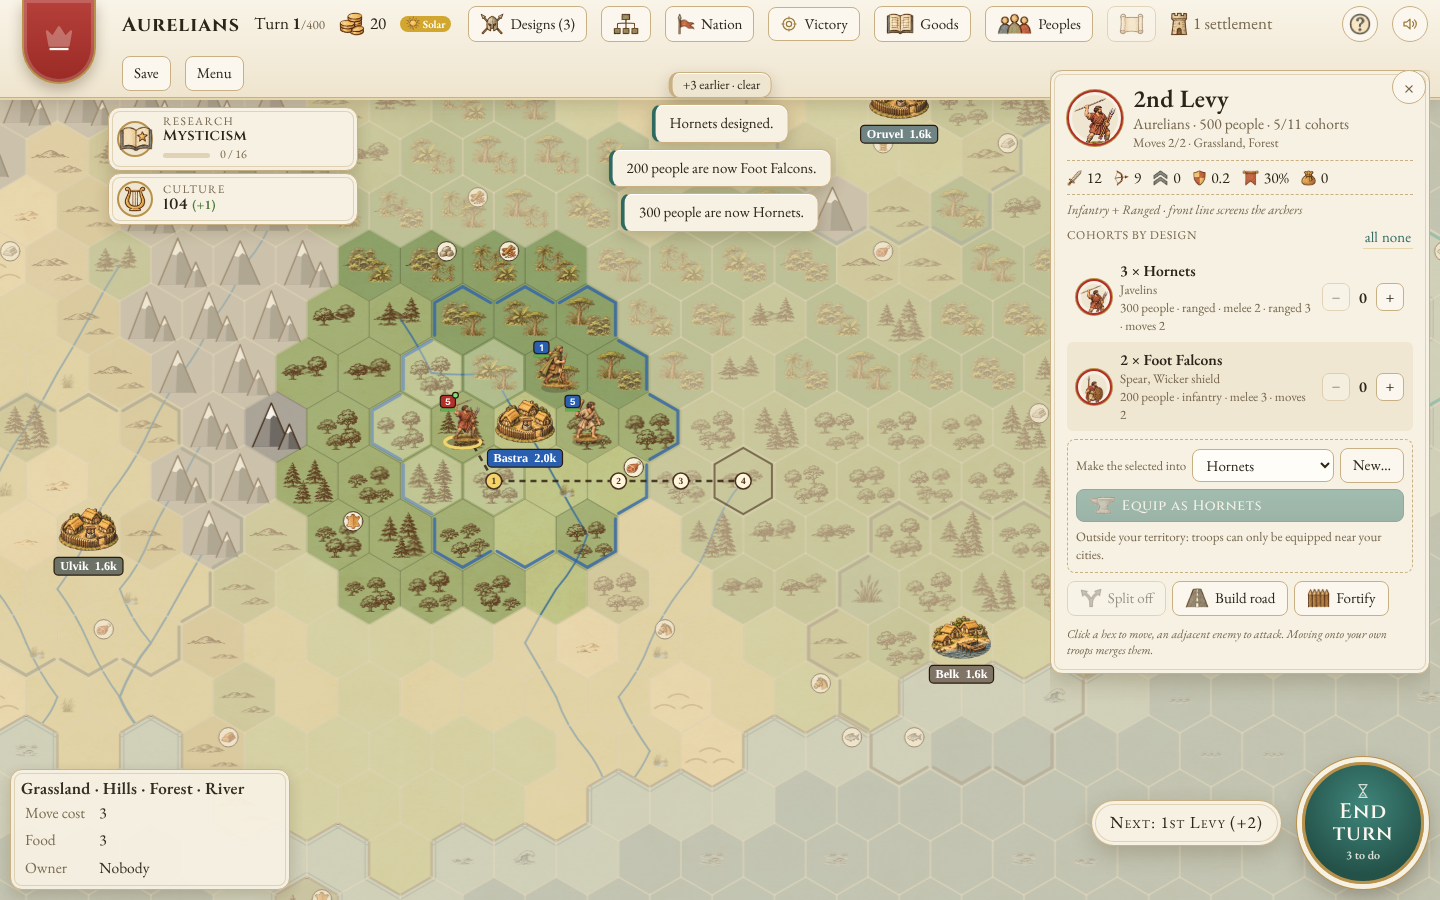 AURELIANS Turn 1/400 20 Solar Designs (3) Nation Victory Goods Peoples 1 settlement
Save Menu
+3 earlier · clear
Hornets designed.
200 people are now Foot Falcons.
300 people are now Hornets.
RESEARCH
MYSTICISM
0 / 16
CULTURE
104 (+1)
Oruvel 1.6k
1
5
5
Bastra 2.0k
1 2 3 4
Ulvik 1.6k
Belk 1.6k
2nd Levy
Aurelians · 500 people · 5/11 cohorts
Moves 2/2 · Grassland, Forest
12 9 0 0.2 30% 0
Infantry + Ranged · front line screens the archers
COHORTS BY DESIGN all none
3 × Hornets
Javelins
300 people · ranged · melee 2 · ranged 3
· moves 2
− 0 +
2 × Foot Falcons
Spear, Wicker shield
200 people · infantry · melee 3 · moves
2
− 0 +
Make the selected into Hornets New...
EQUIP AS HORNETS
Outside your territory: troops can only be equipped near your
cities.
Split off Build road Fortify
Click a hex to move, an adjacent enemy to attack. Moving onto your own
troops merges them.
Grassland · Hills · Forest · River
Move cost 3
Food 3
Owner Nobody
NEXT: 1ST LEVY (+2)
END
TURN
3 to do